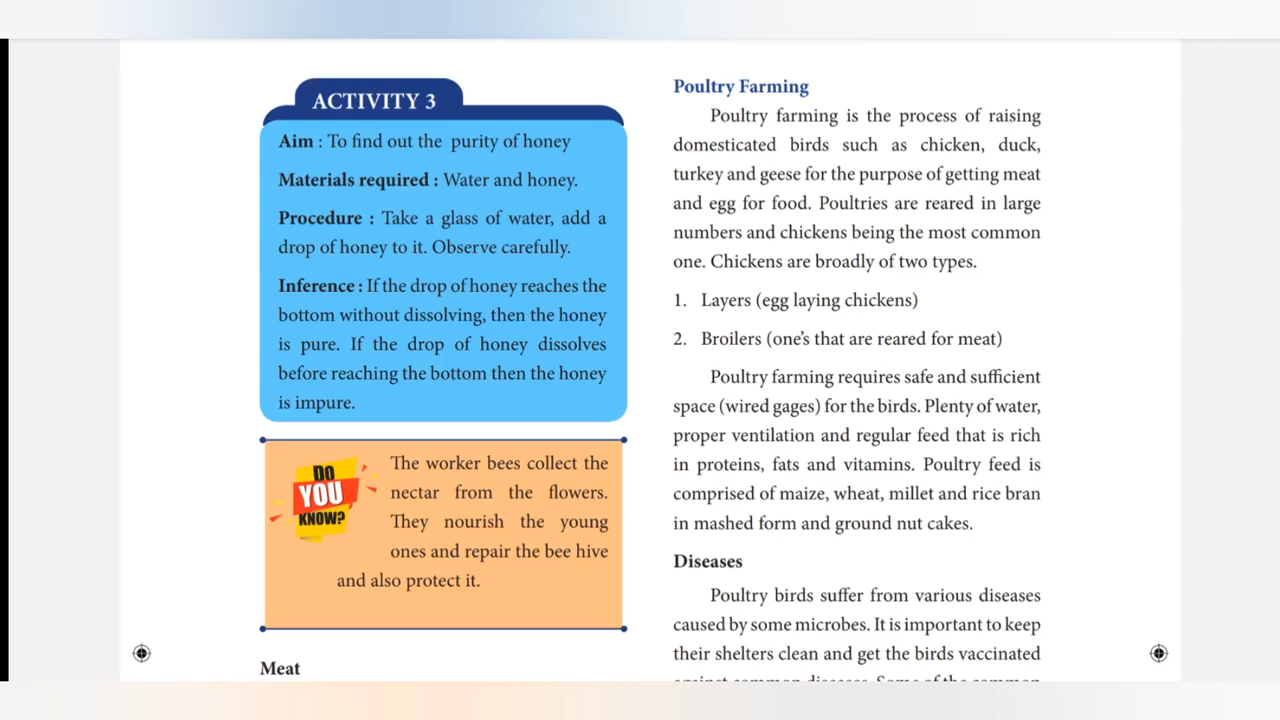 ACTIVITY 3
Aim : To find out the purity of honey
Materials required : Water and honey.
Procedure : Take a glass of water, add a
drop of honey to it. Observe carefully.
Inference : If the drop of honey reaches the
bottom without dissolving, then the honey
is pure. If the drop of honey dissolves
before reaching the bottom then the honey
is impure.
DO
YOU
KNOW?
The worker bees collect the
nectar from the flowers.
They nourish the young
ones and repair the bee hive
and also protect it.
Meat
Poultry Farming
Poultry farming is the process of raising
domesticated birds such as chicken, duck,
turkey and geese for the purpose of getting meat
and egg for food. Poultries are reared in large
numbers and chickens being the most common
one. Chickens are broadly of two types.
1. Layers (egg laying chickens)
2. Broilers (one's that are reared for meat)
Poultry farming requires safe and sufficient
space (wired gages) for the birds. Plenty of water,
proper ventilation and regular feed that is rich
in proteins, fats and vitamins. Poultry feed is
comprised of maize, wheat, millet and rice bran
in mashed form and ground nut cakes.
Diseases
Poultry birds suffer from various diseases
caused by some microbes. It is important to keep
their shelters clean and get the birds vaccinated
against common diseases. Some of the common